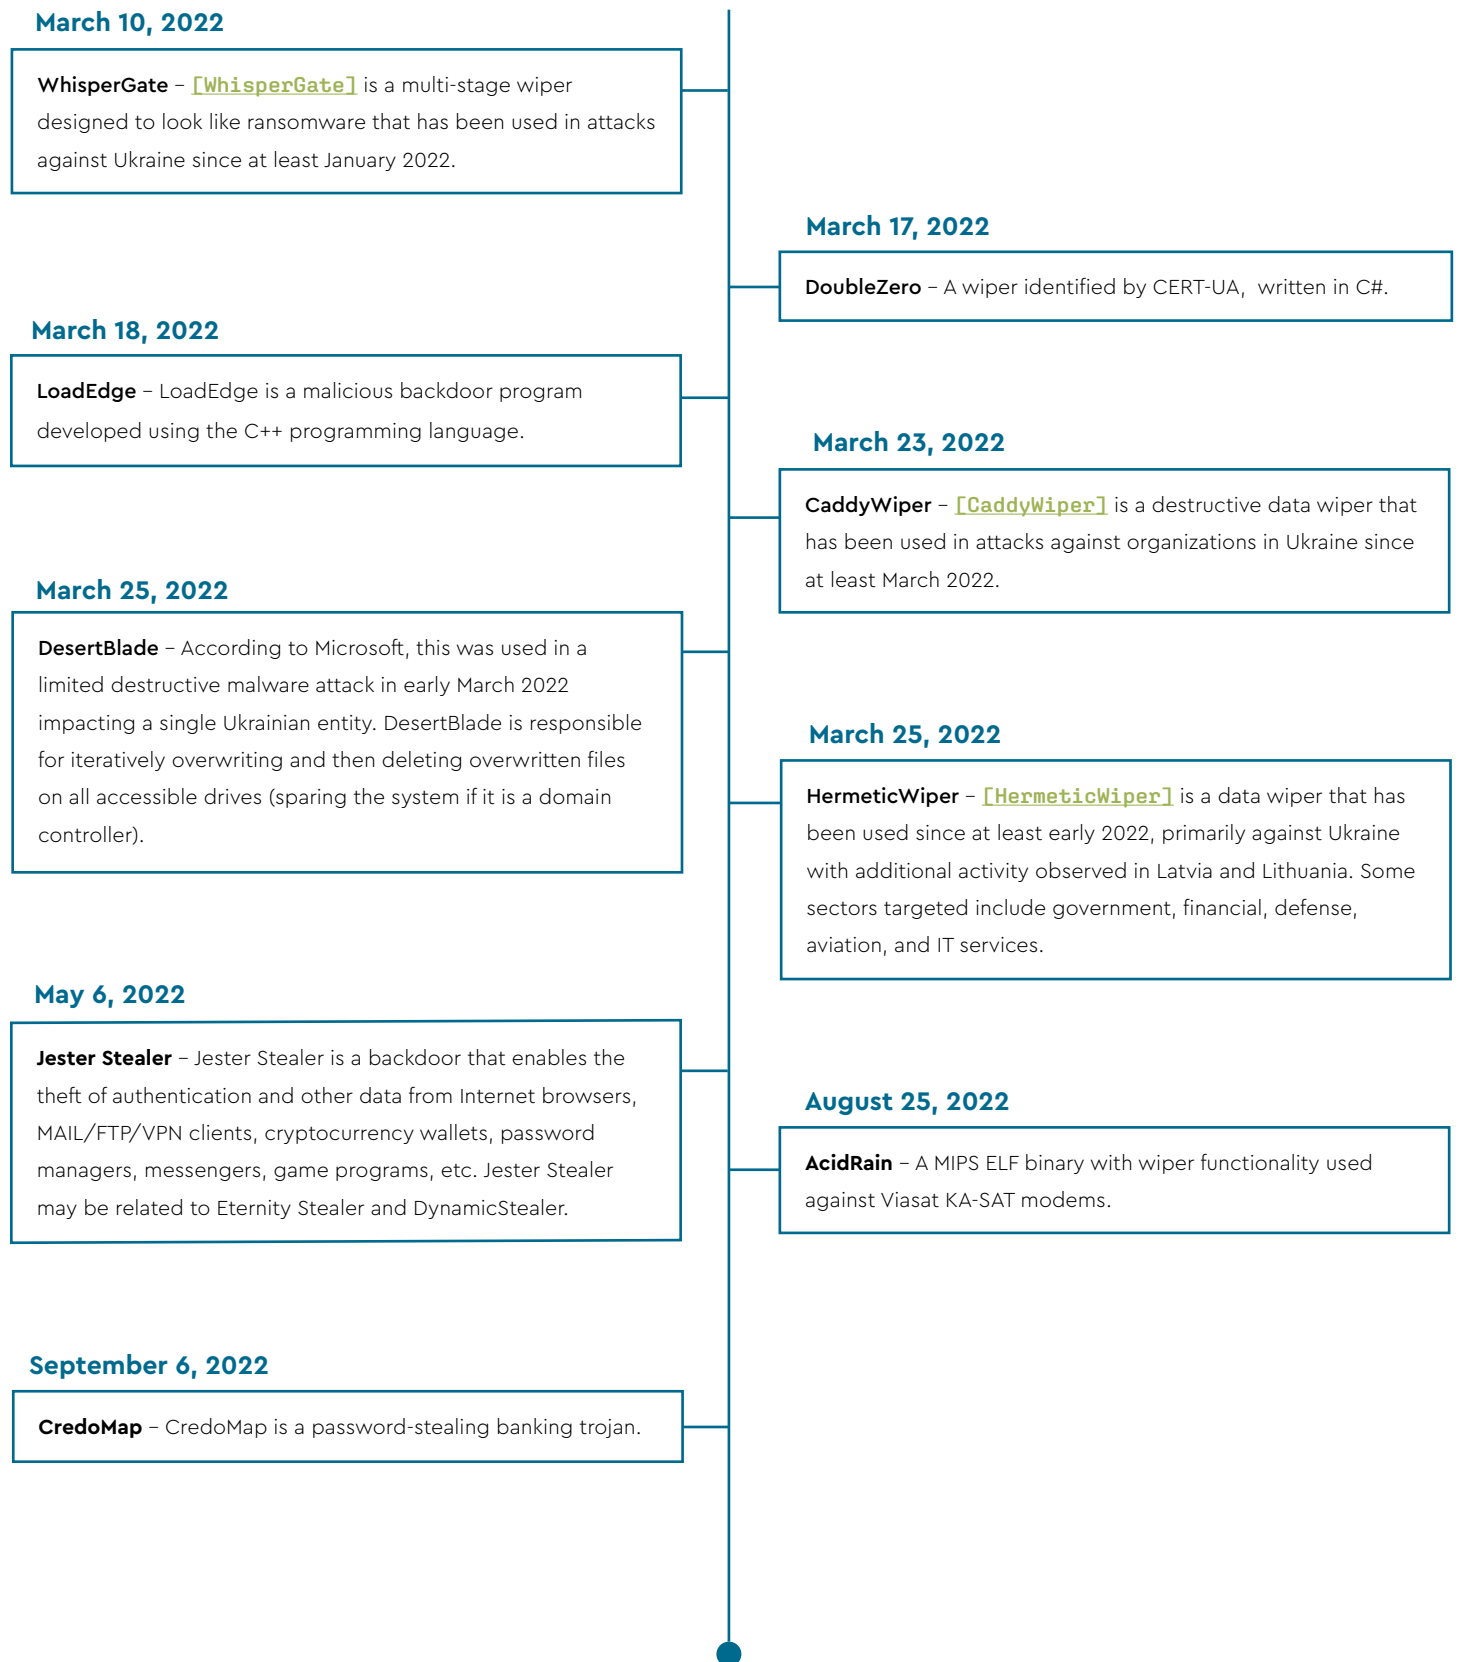 March 10, 2022
WhisperGate – [WhisperGate] is a multi-stage wiper
designed to look like ransomware that has been used in attacks
against Ukraine since at least January 2022.
March 17, 2022
DoubleZero – A wiper identified by CERT-UA, written in C#.
March 18, 2022
LoadEdge – LoadEdge is a malicious backdoor program
developed using the C++ programming language.
March 23, 2022
CaddyWiper – [CaddyWiper] is a destructive data wiper that
has been used in attacks against organizations in Ukraine since
at least March 2022.
March 25, 2022
DesertBlade – According to Microsoft, this was used in a
limited destructive malware attack in early March 2022
impacting a single Ukrainian entity. DesertBlade is responsible
for iteratively overwriting and then deleting overwritten files
on all accessible drives (sparing the system if it is a domain
controller).
March 25, 2022
HermeticWiper – [HermeticWiper] is a data wiper that has
been used since at least early 2022, primarily against Ukraine
with additional activity observed in Latvia and Lithuania. Some
sectors targeted include government, financial, defense,
aviation, and IT services.
May 6, 2022
Jester Stealer – Jester Stealer is a backdoor that enables the
theft of authentication and other data from Internet browsers,
MAIL/FTP/VPN clients, cryptocurrency wallets, password
managers, messengers, game programs, etc. Jester Stealer
may be related to Eternity Stealer and DynamicStealer.
August 25, 2022
AcidRain – A MIPS ELF binary with wiper functionality used
against Viasat KA-SAT modems.
September 6, 2022
CredoMap – CredoMap is a password-stealing banking trojan.